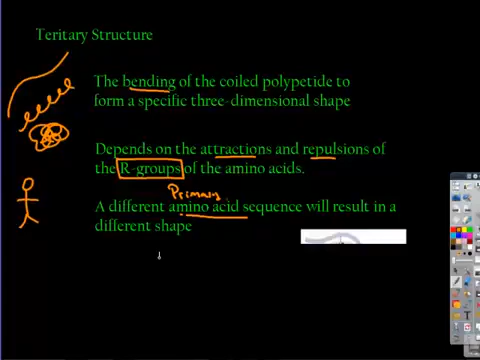 Teritary Structure
The bending of the coiled polypetide to
form a specific three-dimensional shape
Depends on the attractions and repulsions of
the R-groups of the amino acids.
Primary
A different amino acid sequence will result in a
different shape